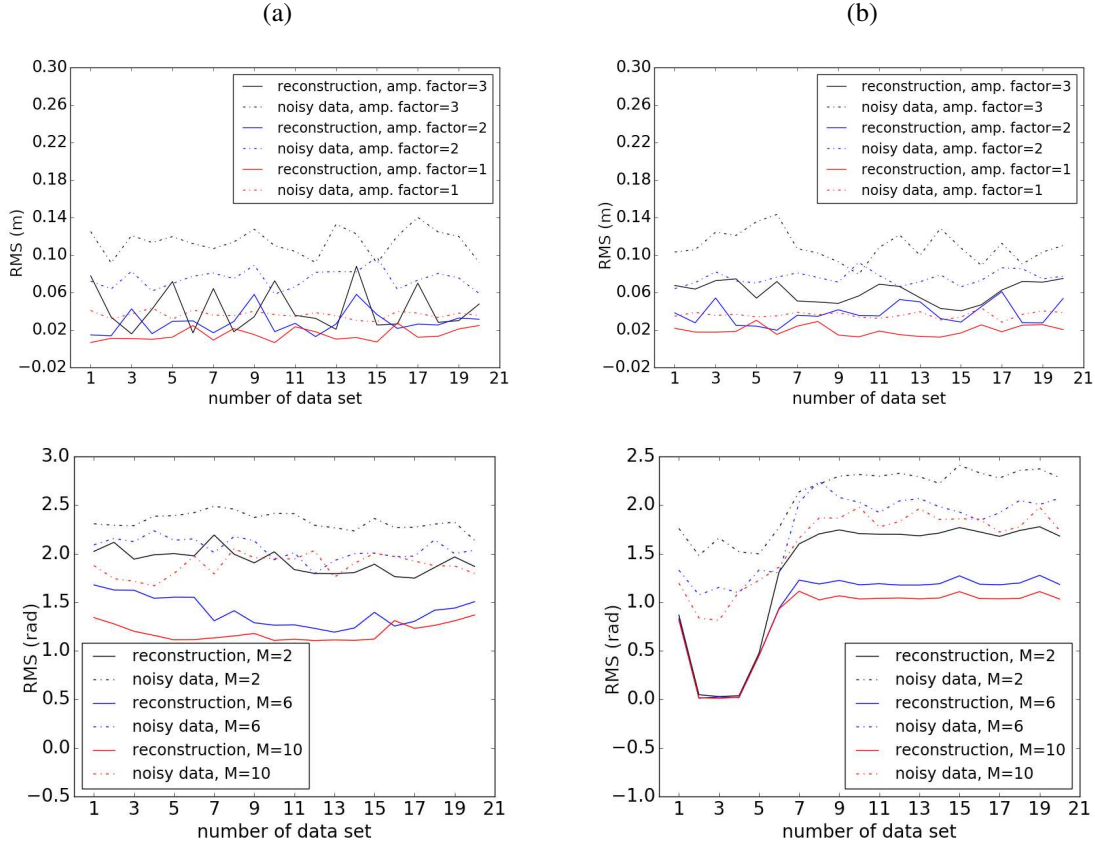 (a)
(b)
0.30
0.26
0.22
0.18
0.14
0.10
0.06
0.02
−0.02
RMS (m)
reconstruction, amp. factor=3
noisy data, amp. factor=3
reconstruction, amp. factor=2
noisy data, amp. factor=2
reconstruction, amp. factor=1
noisy data, amp. factor=1
1 3 5 7 9 11 13 15 17 19 21
number of data set
0.30
0.26
0.22
0.18
0.14
0.10
0.06
0.02
−0.02
RMS (m)
reconstruction, amp. factor=3
noisy data, amp. factor=3
reconstruction, amp. factor=2
noisy data, amp. factor=2
reconstruction, amp. factor=1
noisy data, amp. factor=1
1 3 5 7 9 11 13 15 17 19 21
number of data set
3.0
2.5
2.0
1.5
1.0
0.5
0.0
−0.5
RMS (rad)
reconstruction, M=2
noisy data, M=2
reconstruction, M=6
noisy data, M=6
reconstruction, M=10
noisy data, M=10
1 3 5 7 9 11 13 15 17 19 21
number of data set
2.5
2.0
1.5
1.0
0.5
0.0
−0.5
−1.0
RMS (rad)
reconstruction, M=2
noisy data, M=2
reconstruction, M=6
noisy data, M=6
reconstruction, M=10
noisy data, M=10
1 3 5 7 9 11 13 15 17 19 21
number of data set